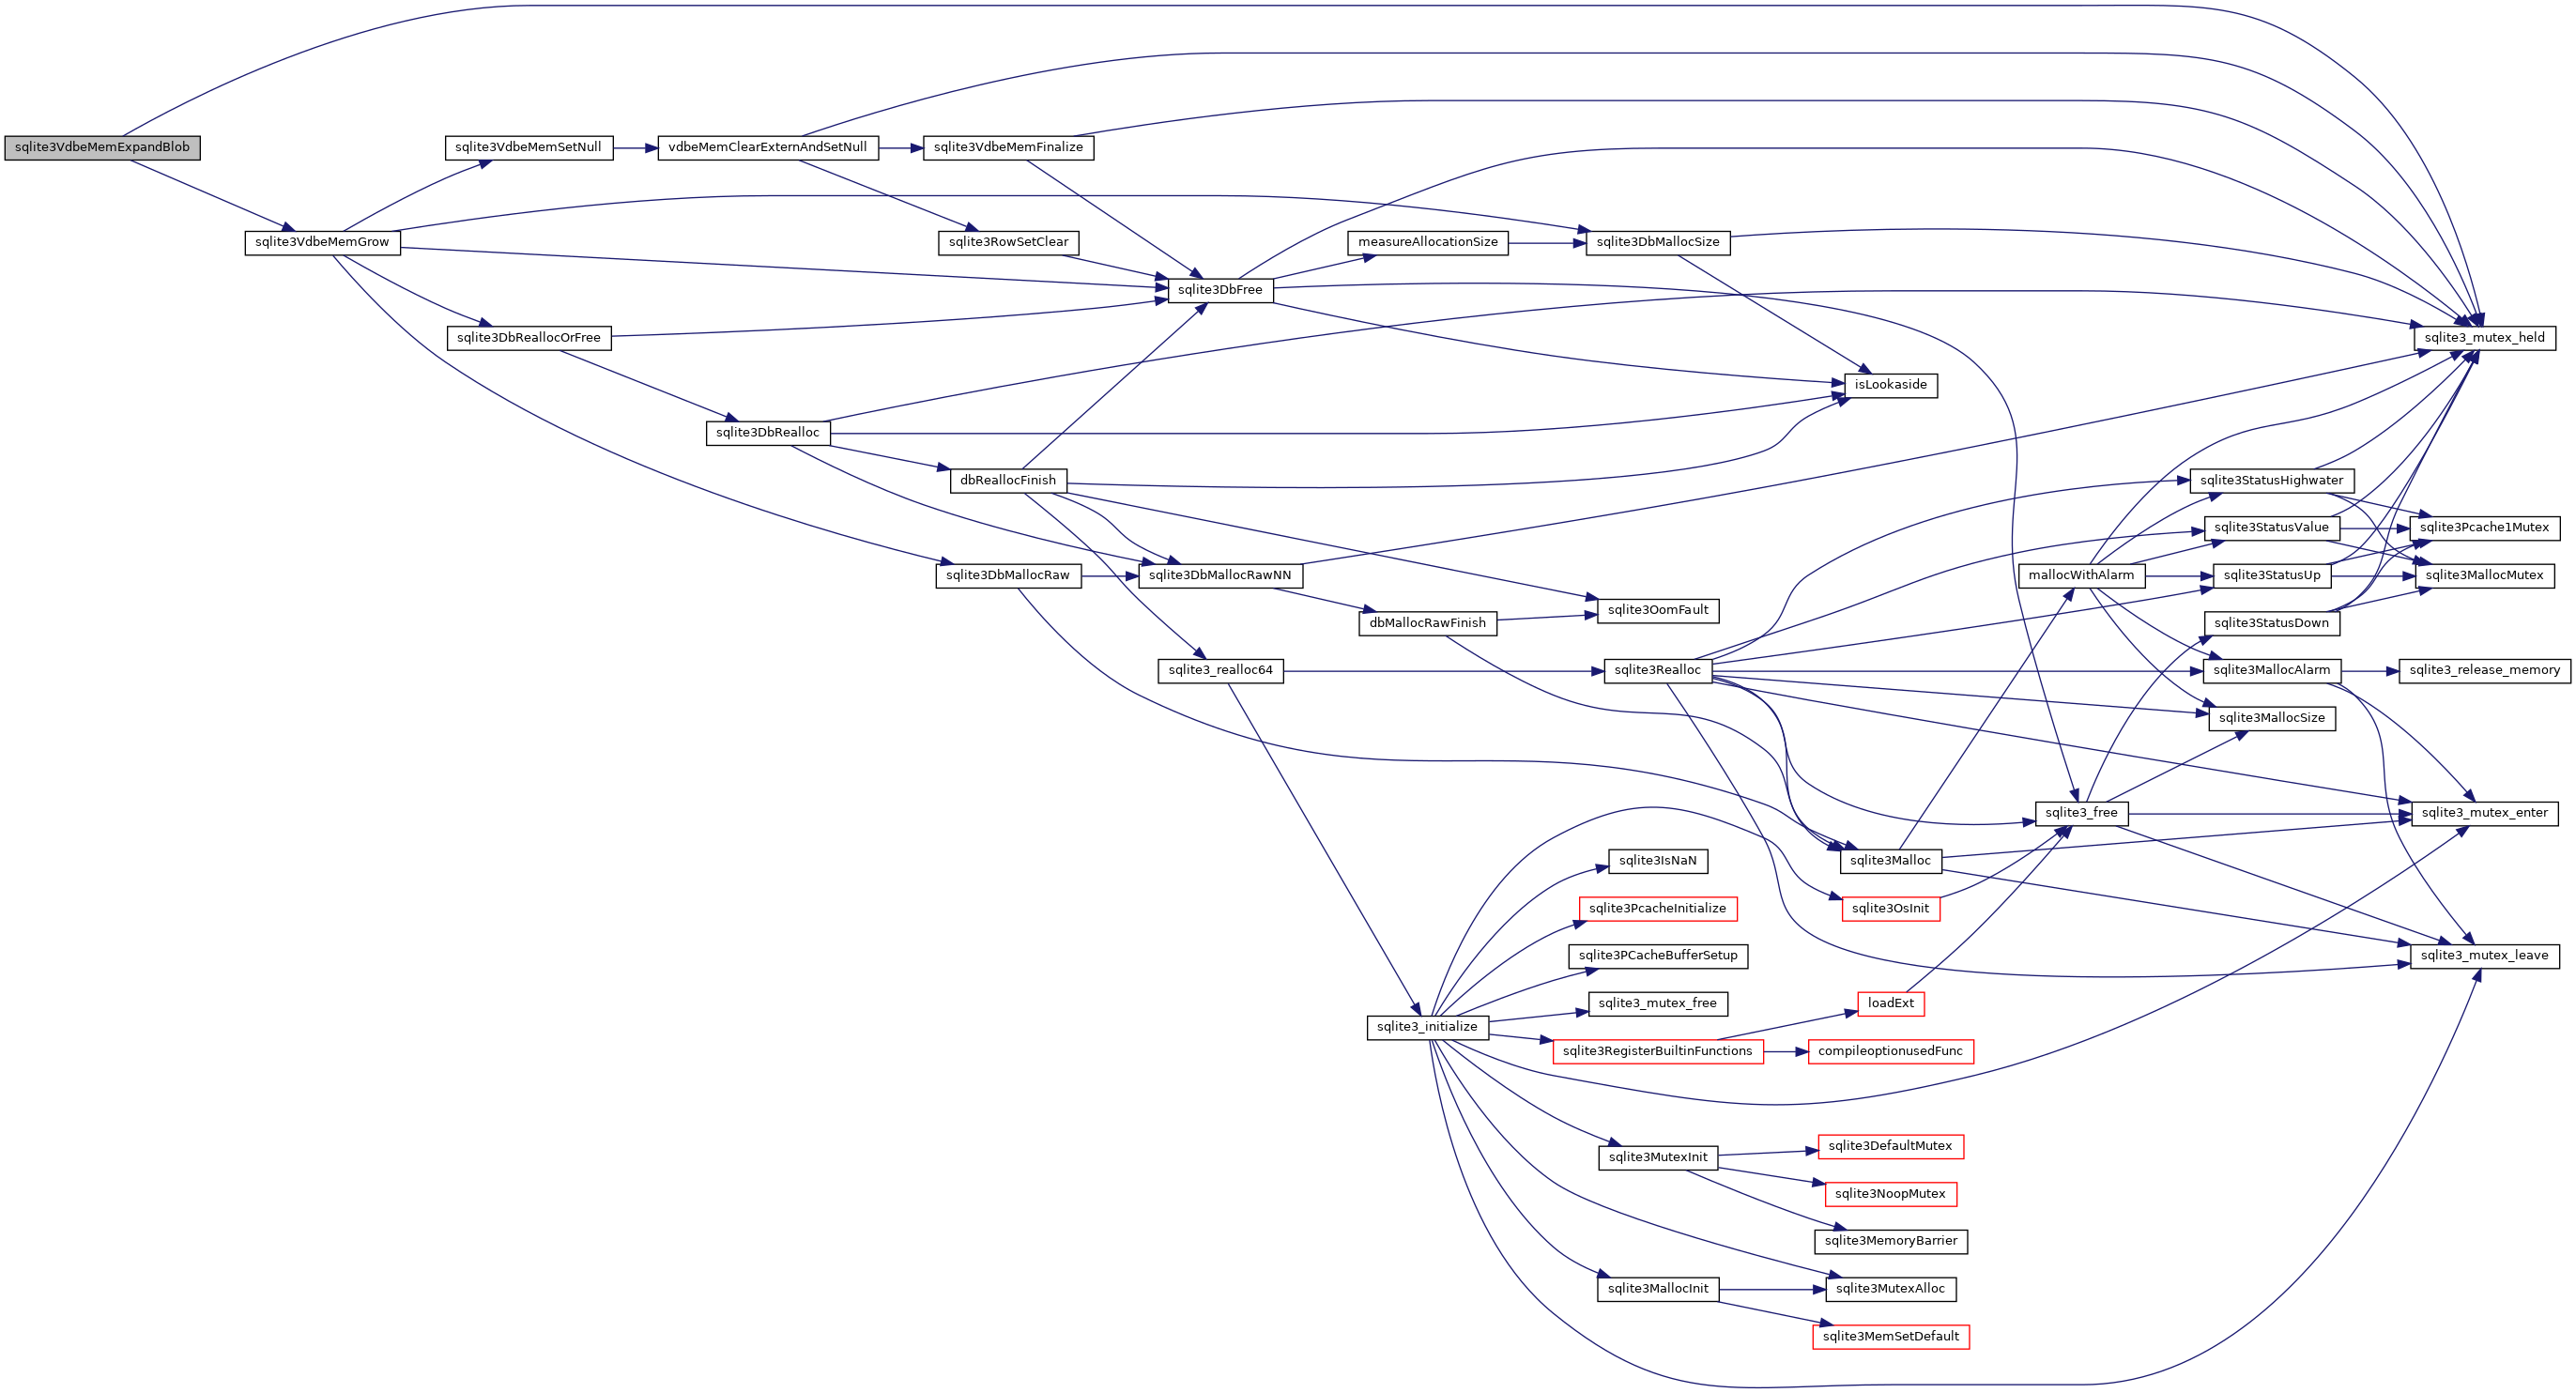 sqlite3VdbeMemExpandBlob
sqlite3VdbeMemGrow
sqlite3VdbeMemSetNull
sqlite3DbReallocOrFree
vdbeMemClearExternAndSetNull
sqlite3DbRealloc
sqlite3VdbeMemFinalize
sqlite3RowSetClear
dbReallocFinish
sqlite3DbMallocRaw
sqlite3DbFree
sqlite3DbMallocRawNN
sqlite3_realloc64
measureAllocationSize
dbMallocRawFinish
sqlite3_initialize
sqlite3DbMallocSize
sqlite3OomFault
sqlite3Realloc
sqlite3IsNaN
sqlite3PcacheInitialize
sqlite3PCacheBufferSetup
sqlite3_mutex_free
sqlite3RegisterBuiltinFunctions
sqlite3MutexInit
sqlite3MallocInit
isLookaside
sqlite3Malloc
sqlite3OsInit
loadExt
compileoptionusedFunc
sqlite3DefaultMutex
sqlite3NoopMutex
sqlite3MemoryBarrier
sqlite3MutexAlloc
sqlite3MemSetDefault
mallocWithAlarm
sqlite3_free
sqlite3StatusHighwater
sqlite3StatusValue
sqlite3StatusUp
sqlite3StatusDown
sqlite3MallocAlarm
sqlite3MallocSize
sqlite3_mutex_held
sqlite3Pcache1Mutex
sqlite3MallocMutex
sqlite3_release_memory
sqlite3_mutex_enter
sqlite3_mutex_leave